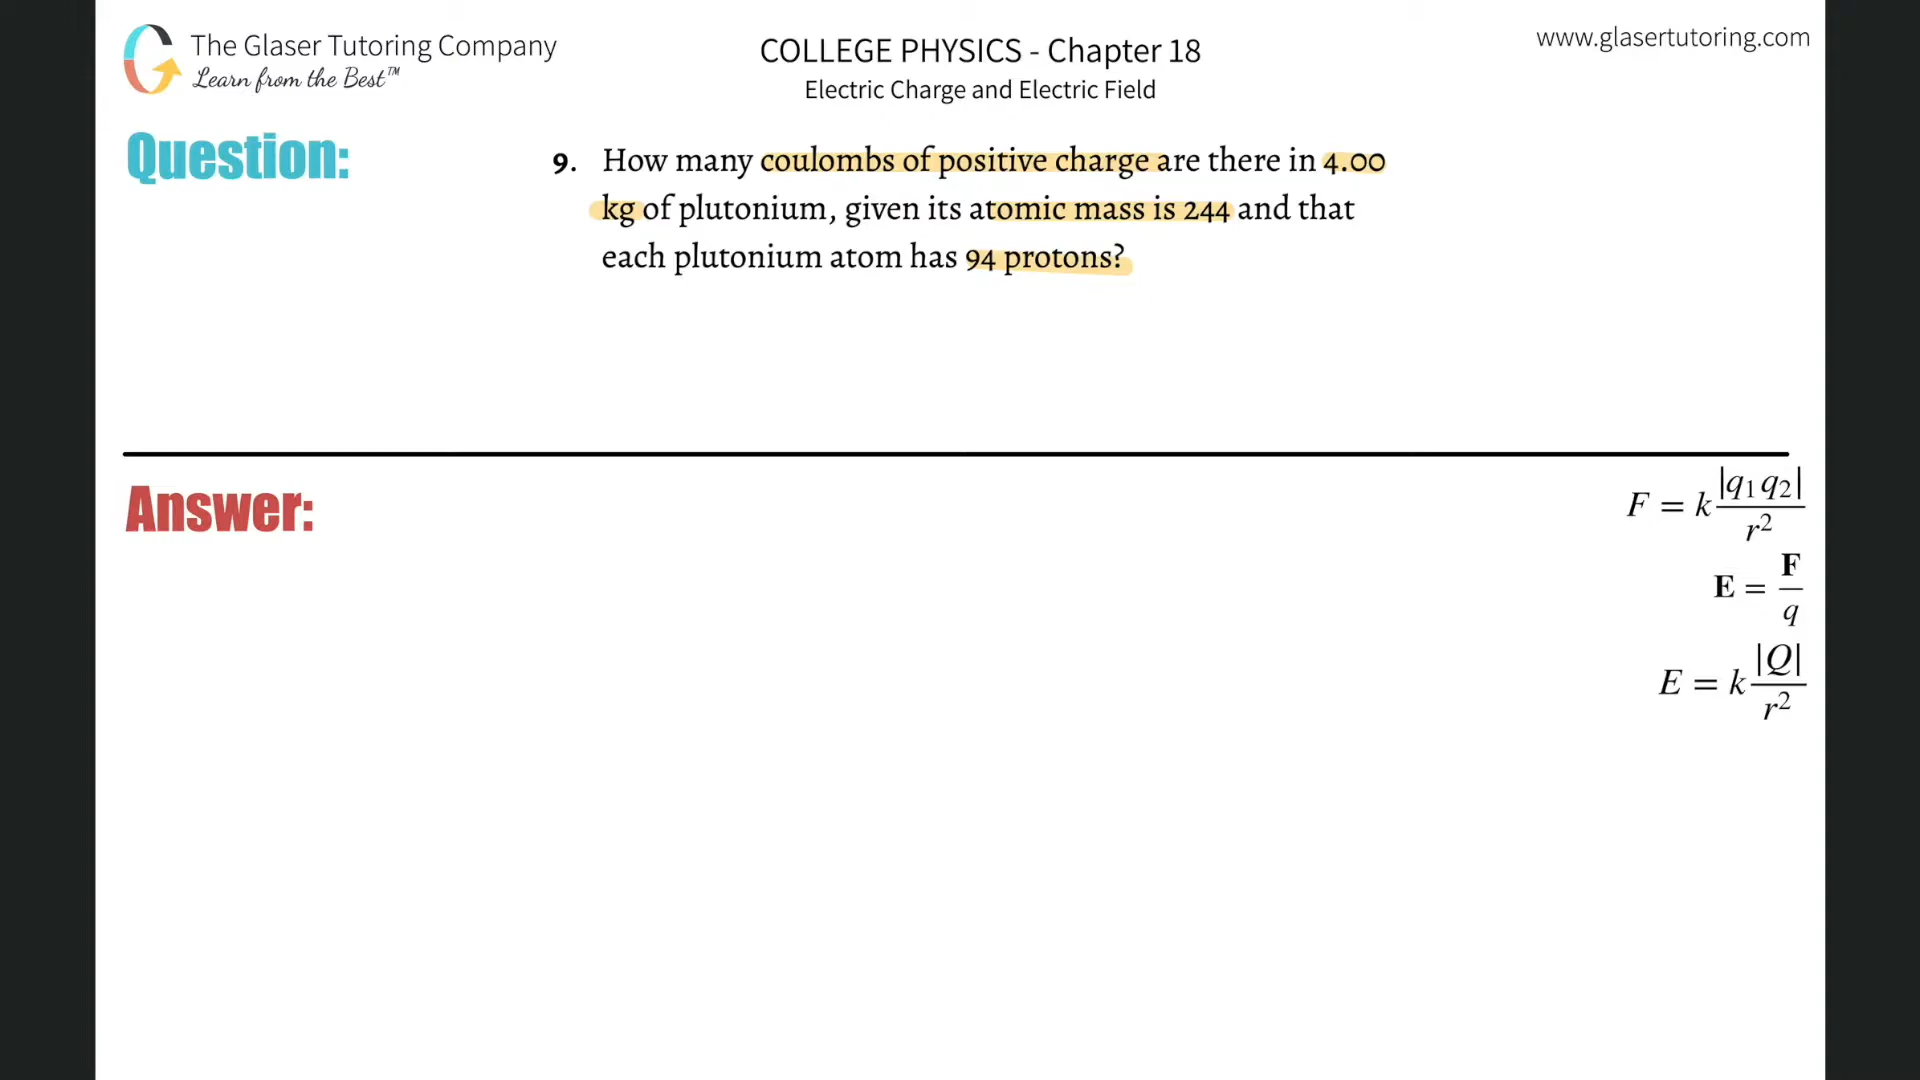 The Glaser Tutoring Company
Learn from the Best™
COLLEGE PHYSICS - Chapter 18
Electric Charge and Electric Field
www.glasertutoring.com
Question:
9. How many coulombs of positive charge are there in 4.00
kg of plutonium, given its atomic mass is 244 and that
each plutonium atom has 94 protons?
Answer:
F = k |q₁q₂| / r²
E = F / q
E = k |Q| / r²